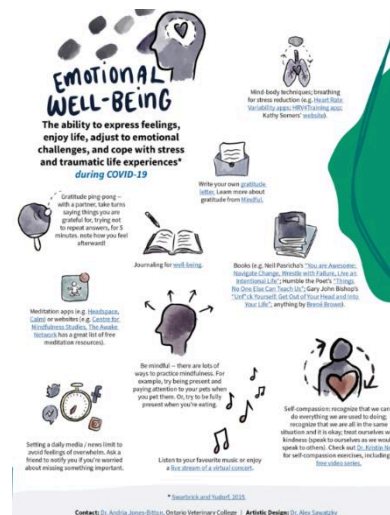 EMOTIONAL
WELL-BEING
The ability to express feelings,
enjoy life, adjust to emotional
challenges, and cope with stress
and traumatic life experiences*
during COVID-19
Mind-body techniques; breathing
for stress reduction (e.g. Heart Rate
Variability apps; HRV4Training app;
Kathy Somers' website).
Write your own gratitude
letter. Learn more about
gratitude from Mindful.
Gratitude ping-pong –
with a partner, take turns
saying things you are
grateful for, trying not
to repeat answers, for 5
minutes. note how you feel
afterward!
Journaling for well-being.
Books (e.g. Neil Pasricha's "You are Awesome:
Navigate Change, Wrestle with Failure, Live an
Intentional Life"; Humble the Poet's "Things
No One Else Can Teach Us"; Gary John Bishop's
"Unf*ck Yourself: Get Out of Your Head and Into
Your Life"; anything by Brené Brown).
Meditation apps (e.g. Headspace,
Calm) or websites (e.g. Centre for
Mindfulness Studies, The Awake
Network has a great list of free
meditation resources).
Be mindful – there are lots of
ways to practice mindfulness. For
example, try being present and
paying attention to your pets when
you pet them. Or, try to be fully
present when you're eating.
Self-compassion: recognize that we can
do everything we are used to doing;
recognize that we are all in the same
situation and it is okay; treat ourselves w
kindness (speak to ourselves as we woul
speak to others). Check out Dr. Kristin Ne
for self-compassion exercises, including
free video series.
Setting a daily media / news limit to
avoid feelings of overwhelm. Ask a
friend to notify you if you're worried
about missing something important.
Listen to your favourite music or enjoy
a live stream of a virtual concert.
* Swarbrick and Yudof, 2015.
Contact: Dr. Andria Jones-Bitton, Ontario Veterinary College | Artistic Design: Dr. Alex Sawatzky